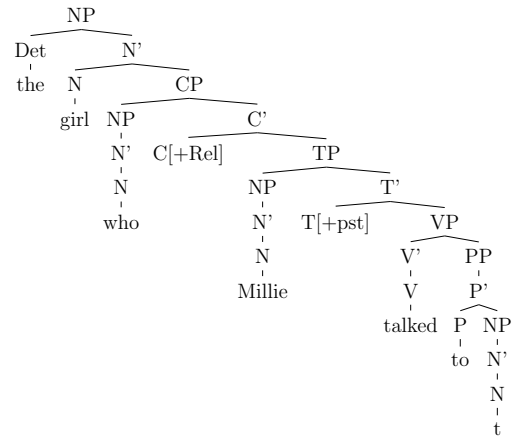 NP
Det N'
the N CP
girl NP C'
N' C[+Rel] TP
N NP T'
who N' T[+pst] VP
N V' PP
Millie V P'
talked P NP
to N'
N
t